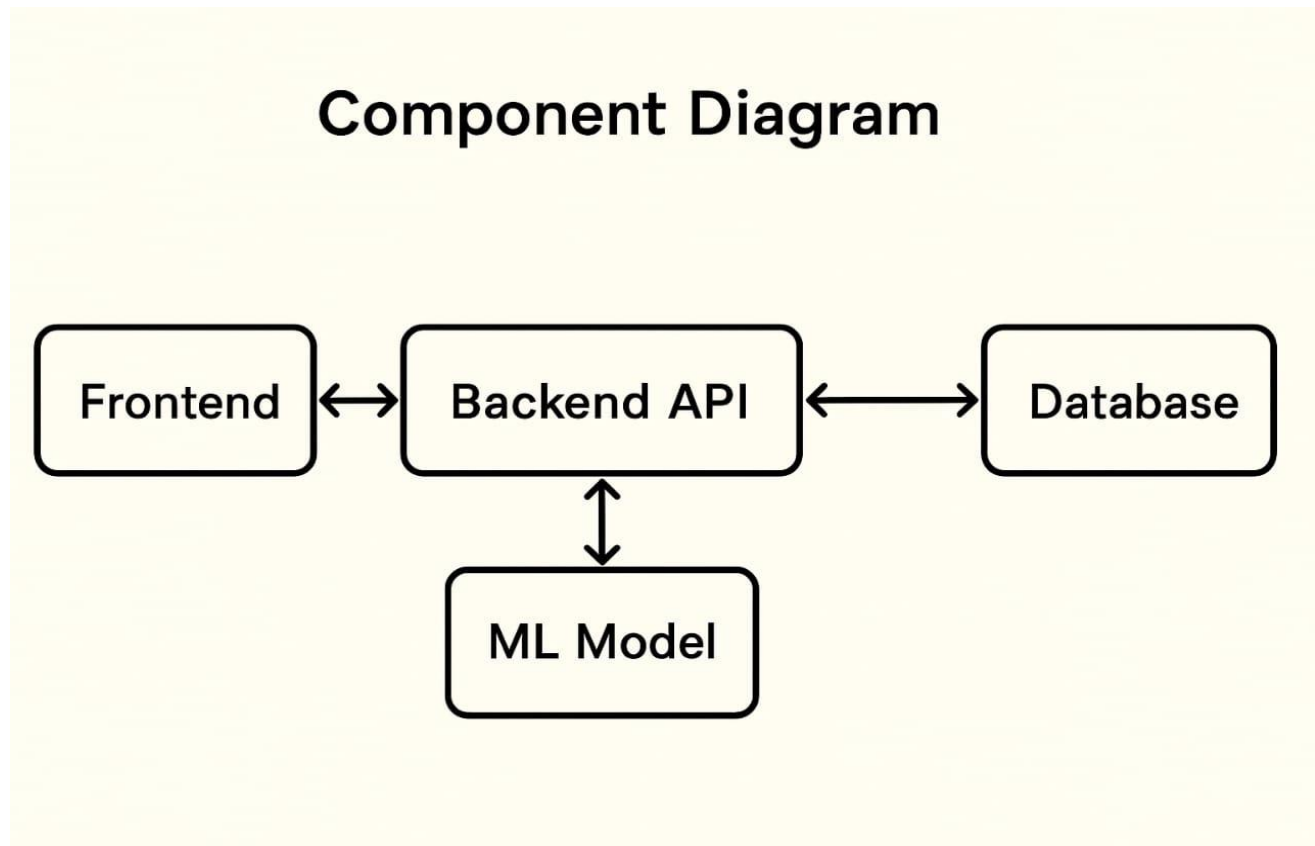 Component Diagram
Frontend
Backend API
Database
ML Model